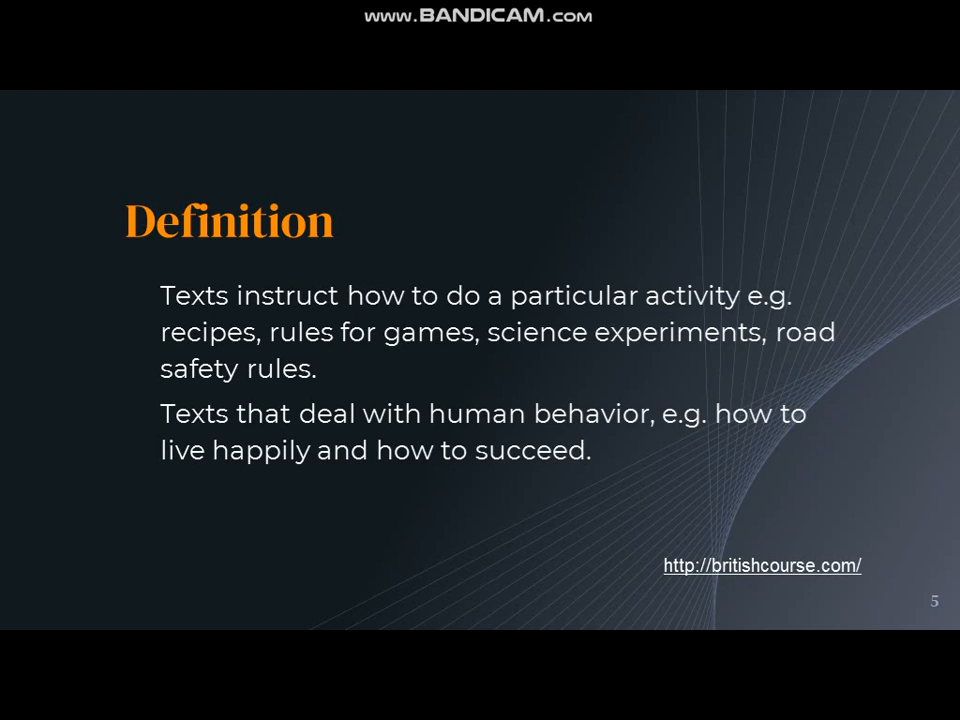 www.BANDICAM.com
Definition
Texts instruct how to do a particular activity e.g.
recipes, rules for games, science experiments, road
safety rules.
Texts that deal with human behavior, e.g. how to
live happily and how to succeed.
http://britishcourse.com/
5